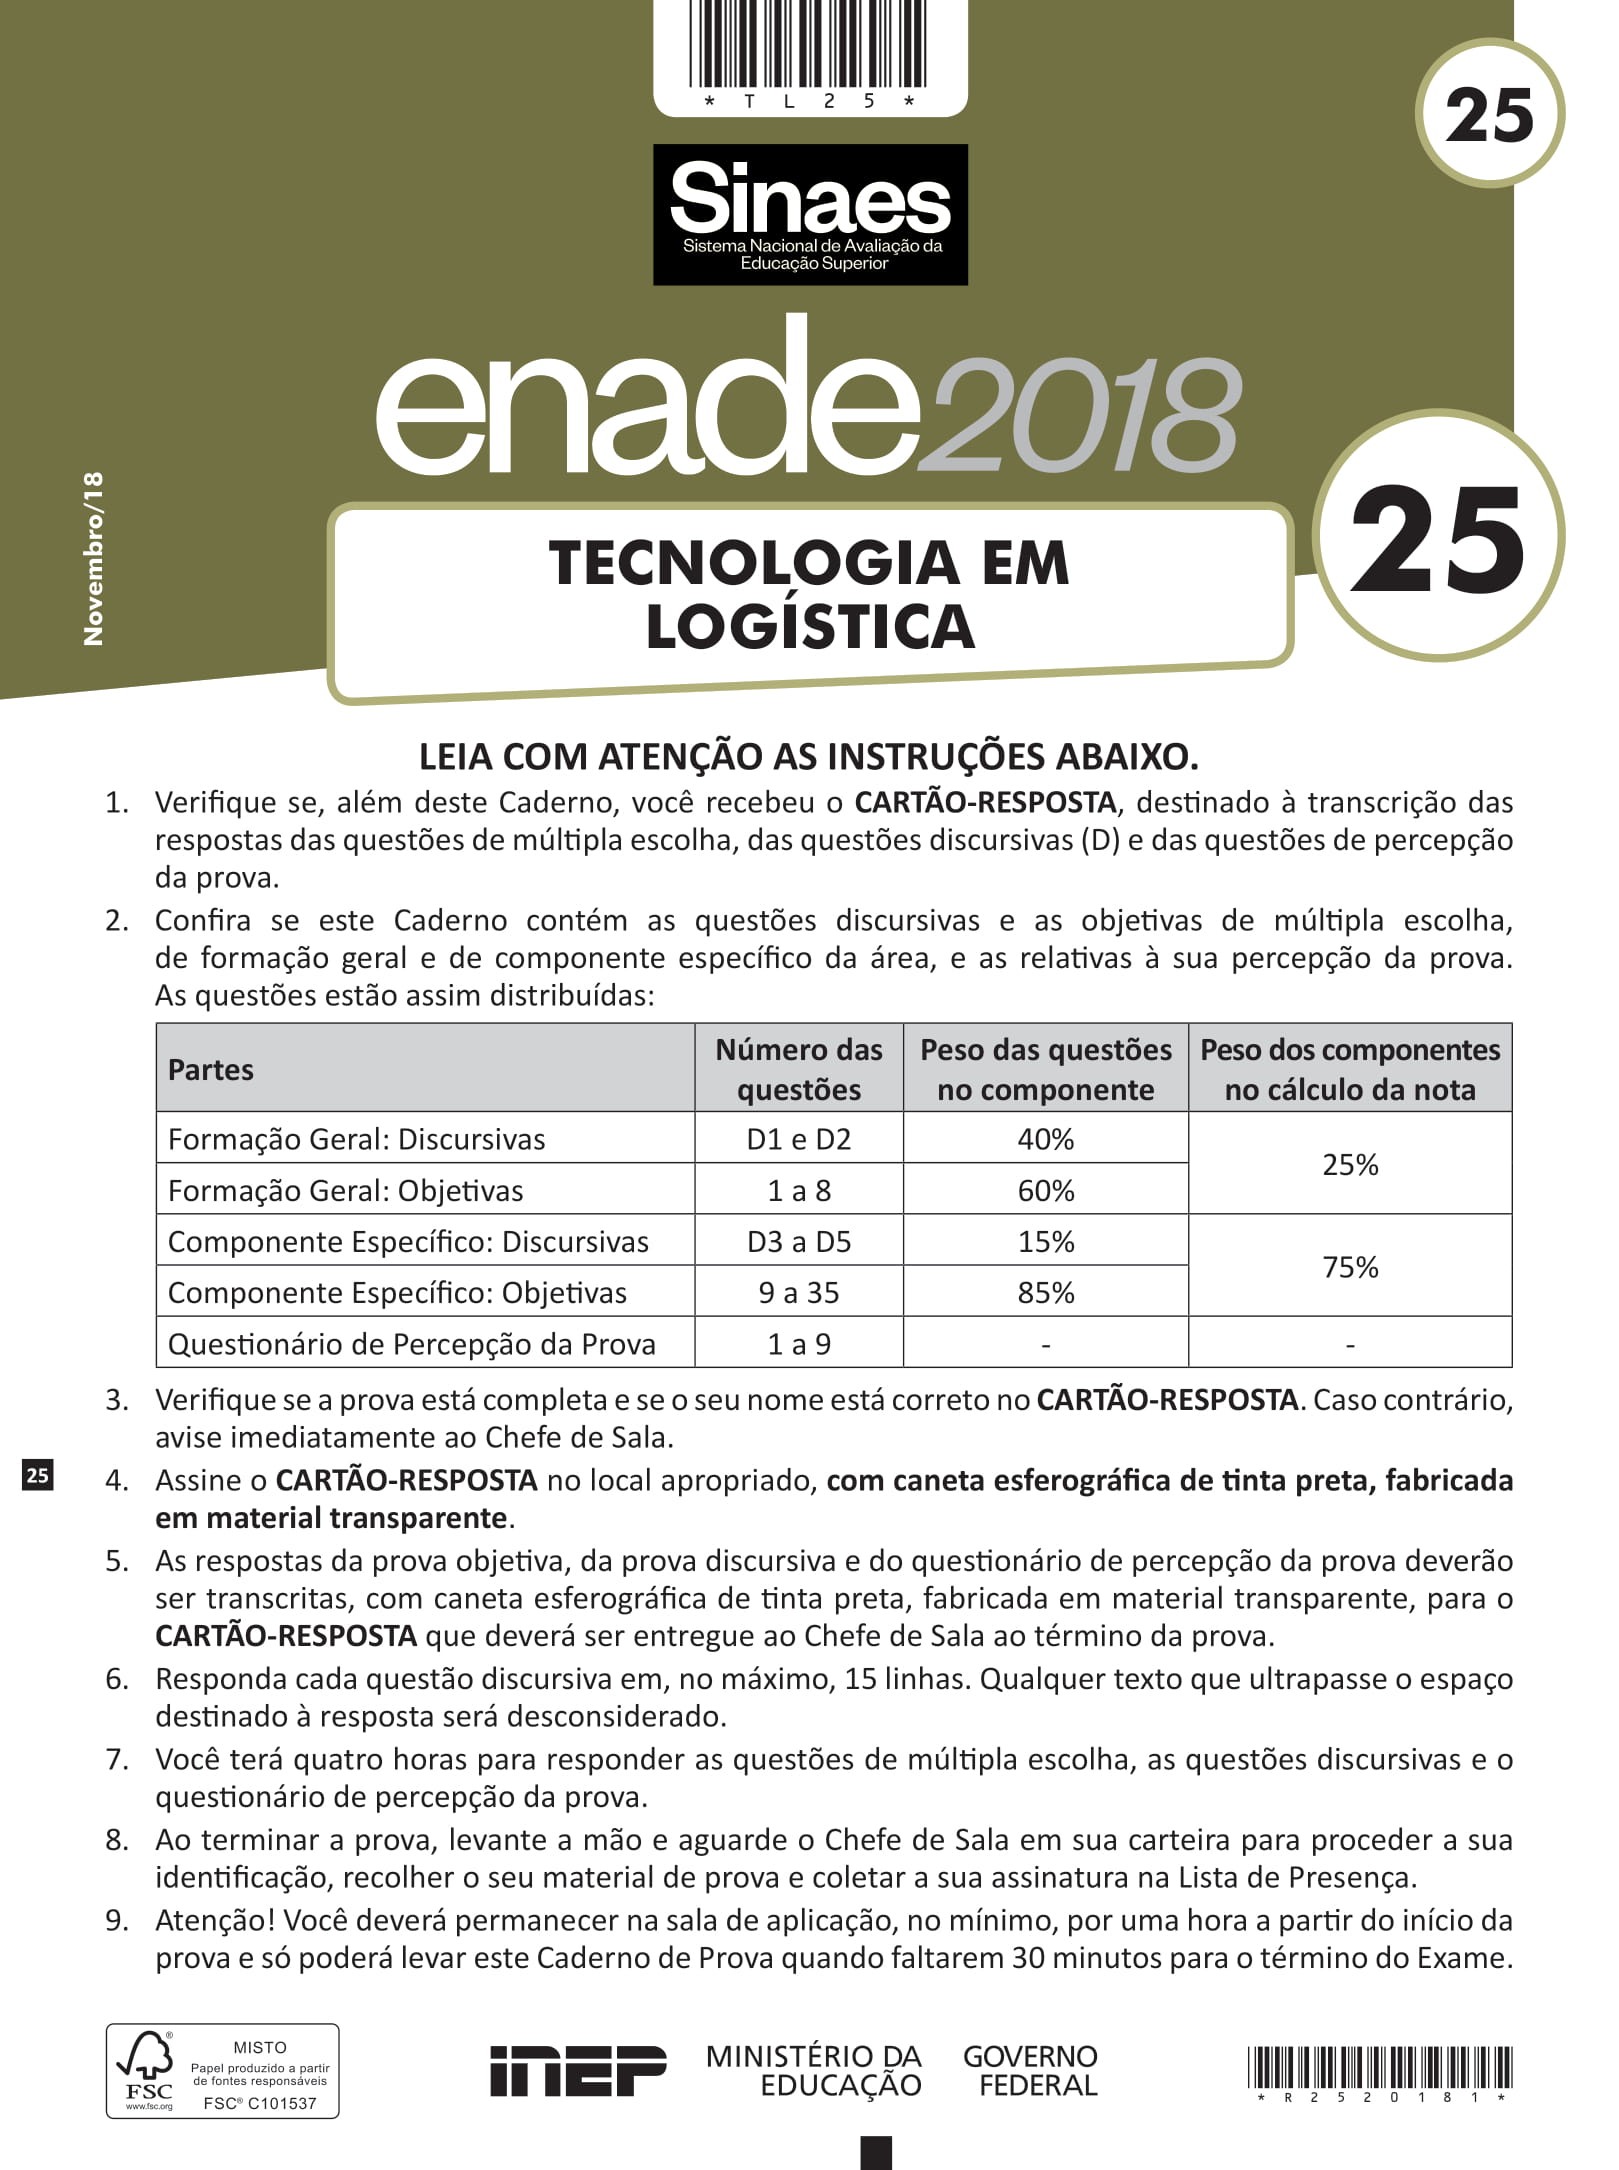 * T L 2 5 *
25
Sinaes
Sistema Nacional de Avaliação da
Educação Superior
enade2018
Novembro/18
TECNOLOGIA EM
LOGÍSTICA
25
LEIA COM ATENÇÃO AS INSTRUÇÕES ABAIXO.
1. Verifique se, além deste Caderno, você recebeu o CARTÃO-RESPOSTA, destinado à transcrição das
respostas das questões de múltipla escolha, das questões discursivas (D) e das questões de percepção
da prova.
2. Confira se este Caderno contém as questões discursivas e as objetivas de múltipla escolha,
de formação geral e de componente específico da área, e as relativas à sua percepção da prova.
As questões estão assim distribuídas:
Partes Número das questões Peso das questões no componente Peso dos componentes no cálculo da nota
Formação Geral: Discursivas D1 e D2 40% 25%
Formação Geral: Objetivas 1 a 8 60%
Componente Específico: Discursivas D3 a D5 15% 75%
Componente Específico: Objetivas 9 a 35 85%
Questionário de Percepção da Prova 1 a 9 - -
3. Verifique se a prova está completa e se o seu nome está correto no CARTÃO-RESPOSTA. Caso contrário,
avise imediatamente ao Chefe de Sala.
25
4. Assine o CARTÃO-RESPOSTA no local apropriado, com caneta esferográfica de tinta preta, fabricada
em material transparente.
5. As respostas da prova objetiva, da prova discursiva e do questionário de percepção da prova deverão
ser transcritas, com caneta esferográfica de tinta preta, fabricada em material transparente, para o
CARTÃO-RESPOSTA que deverá ser entregue ao Chefe de Sala ao término da prova.
6. Responda cada questão discursiva em, no máximo, 15 linhas. Qualquer texto que ultrapasse o espaço
destinado à resposta será desconsiderado.
7. Você terá quatro horas para responder as questões de múltipla escolha, as questões discursivas e o
questionário de percepção da prova.
8. Ao terminar a prova, levante a mão e aguarde o Chefe de Sala em sua carteira para proceder a sua
identificação, recolher o seu material de prova e coletar a sua assinatura na Lista de Presença.
9. Atenção! Você deverá permanecer na sala de aplicação, no mínimo, por uma hora a partir do início da
prova e só poderá levar este Caderno de Prova quando faltarem 30 minutos para o término do Exame.
®
FSC
www.fsc.org
MISTO
Papel produzido a partir
de fontes responsáveis
FSC® C101537
INEP
MINISTÉRIO DA
EDUCAÇÃO
GOVERNO
FEDERAL
* R 2 5 2 0 1 8 1 *